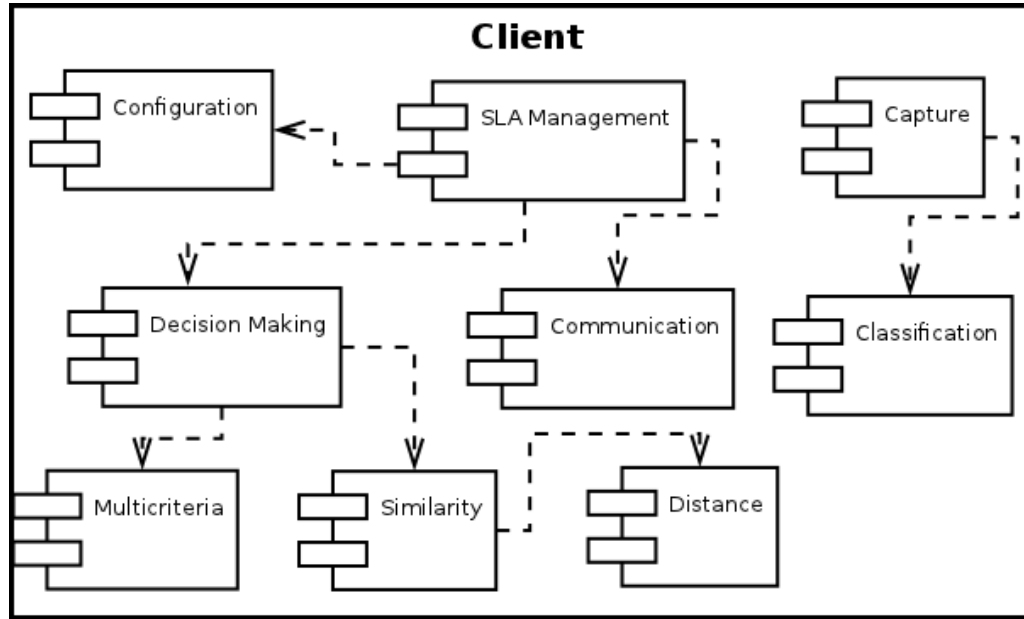 Client
Configuration
SLA Management
Capture
Decision Making
Communication
Classification
Multicriteria
Similarity
Distance